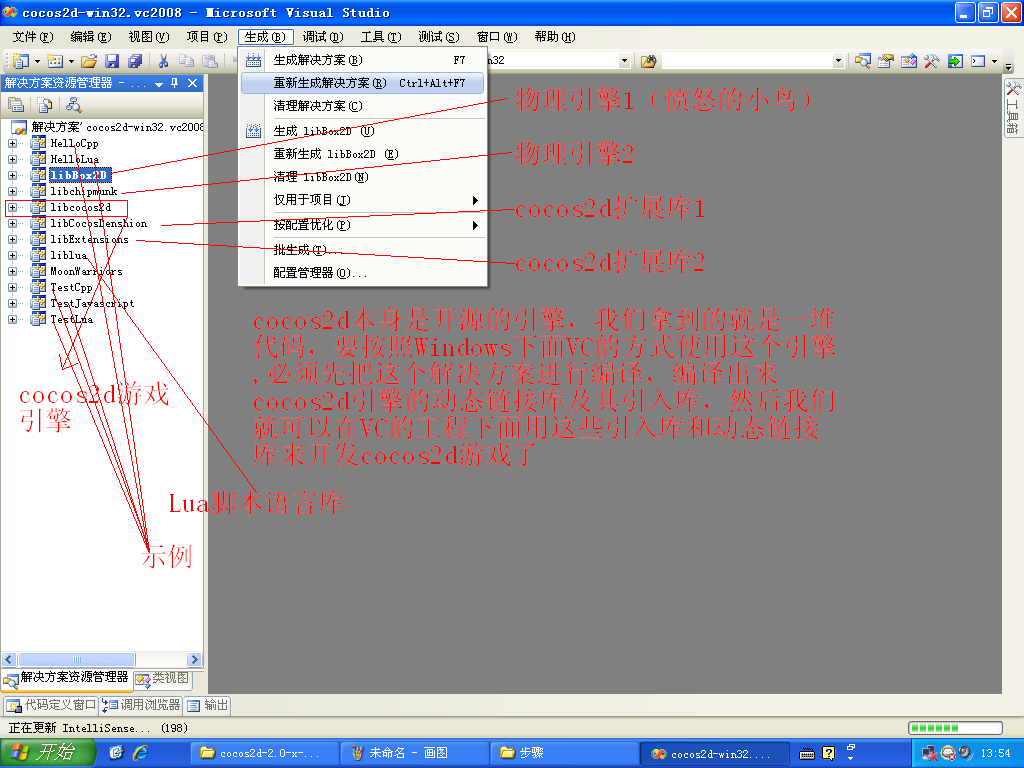 cocos2d-win32.vc2008 - Microsoft Visual Studio
文件(F) 编辑(E) 视图(V) 项目(P) 生成(B) 调试(D) 工具(T) 测试(S) 窗口(W) 帮助(H)
解决方案资源管理器 - ...
解决方案'cocos2d-win32.vc2008
HelloCpp
HelloLua
libBox2D
libchipmunk
libcocos2d
libCocosDenshion
libExtensions
liblua
MoonWarriors
TestCpp
TestJavascript
TestLua
生成解决方案(B) F7
重新生成解决方案(R) Ctrl+Alt+F7
清理解决方案(C)
生成 libBox2D (U)
重新生成 libBox2D (E)
清理 libBox2D(N)
仅用于项目(J)
按配置优化(P)
批生成(T)...
配置管理器(O)...
n32
工具箱
物理引擎1（愤怒的小鸟）
物理引擎2
cocos2d扩展库1
cocos2d扩展库2
cocos2d本身是开源的引擎，我们拿到的就是一堆
代码，要按照Windows下面VC的方式使用这个引擎
,必须先把这个解决方案进行编译，编译出来
cocos2d引擎的动态链接库及其引入库，然后我们
就可以在VC的工程下面用这些引入库和动态链接
库来开发cocos2d游戏了
cocos2d游戏
引擎
Lua脚本语言库
示例
解决方案资源管理器 类视图
代码定义窗口 调用浏览器 输出
正在更新 IntelliSense... (198)
开始 cocos2d-2.0-x-... 未命名 - 画图 步骤 cocos2d-win32.... 13:54